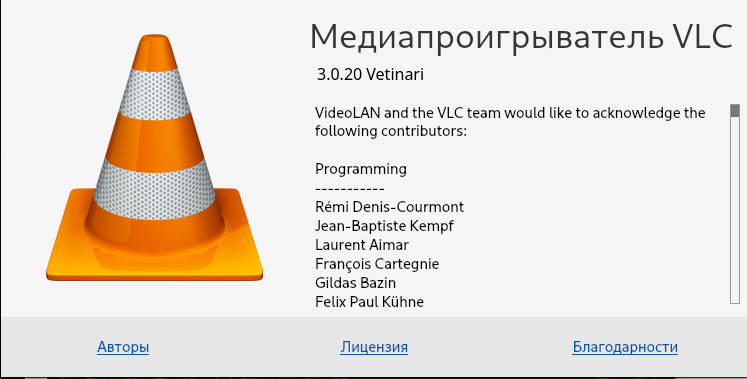 Медиапроигрыватель VLC
3.0.20 Vetinari
VideoLAN and the VLC team would like to acknowledge the
following contributors:
Programming
-----------
Rémi Denis-Courmont
Jean-Baptiste Kempf
Laurent Aimar
François Cartegnie
Gildas Bazin
Felix Paul Kühne
Авторы Лицензия Благодарности